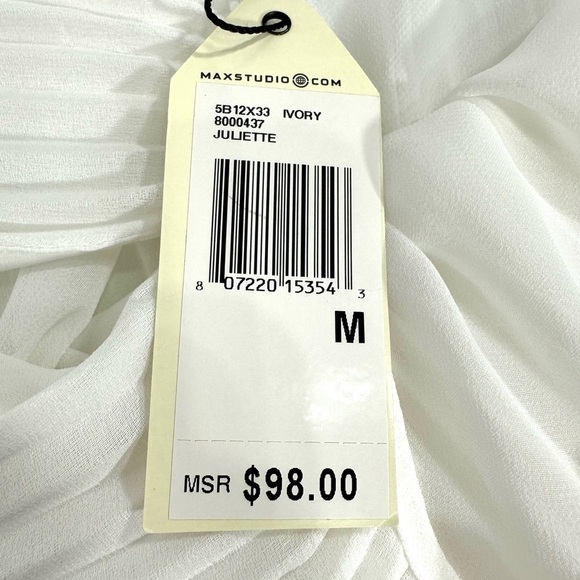 MAXSTUDIO COM
5B12X33 IVORY
8000437
JULIETTE
8 07220 15354 3
M
MSR $98.00